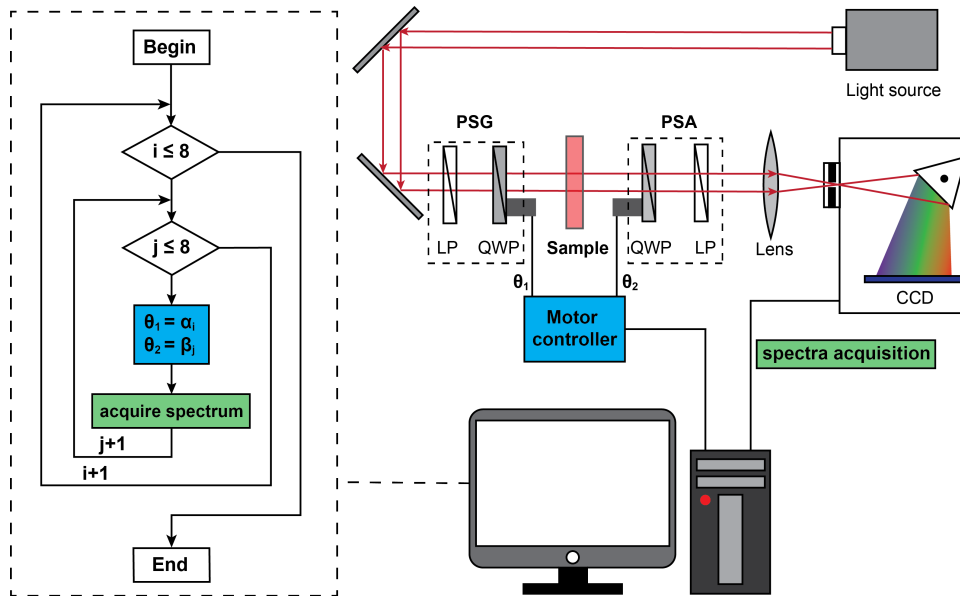 Begin
i ≤ 8
j ≤ 8
θ₁ = αᵢ
θ₂ = βⱼ
acquire spectrum
j+1
i+1
End
Light source
PSG
PSA
LP
QWP
Sample
QWP
LP
Lens
CCD
θ₁
θ₂
Motor
controller
spectra acquisition